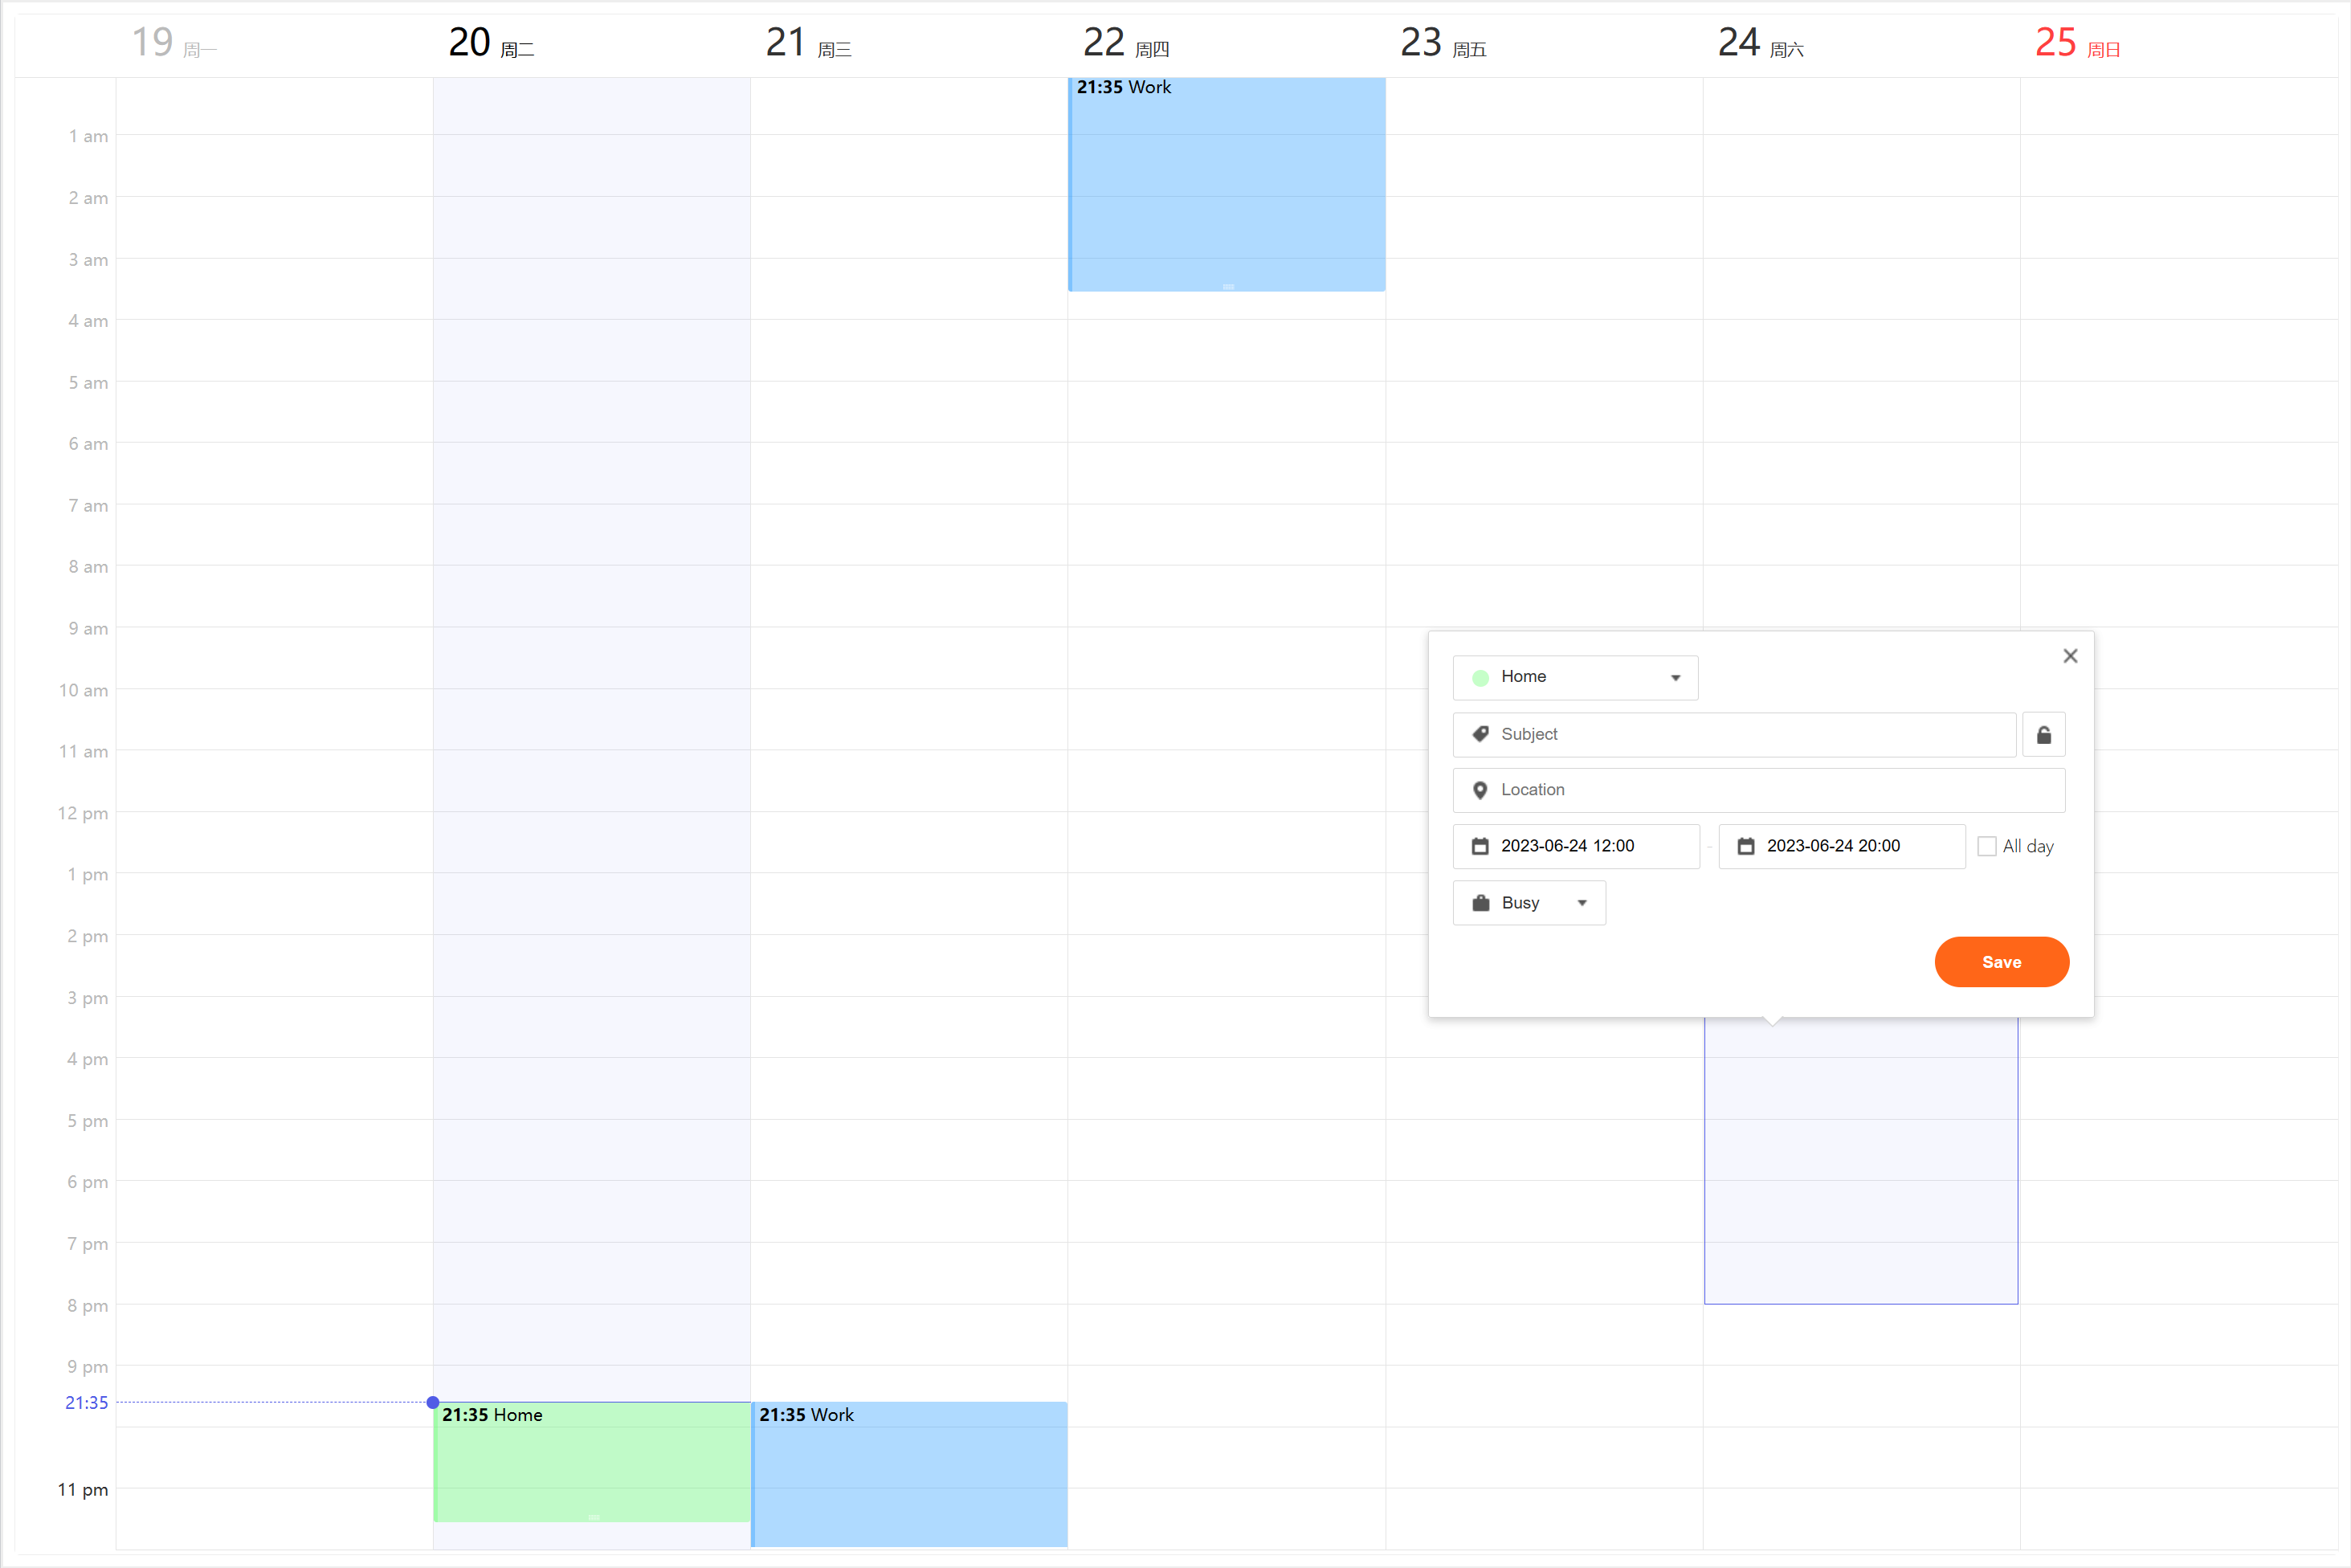 19 周一
20 周二
21 周三
22 周四
23 周五
24 周六
25 周日
21:35 Work
1 am
2 am
3 am
4 am
5 am
6 am
7 am
8 am
9 am
10 am
11 am
12 pm
1 pm
2 pm
3 pm
4 pm
5 pm
6 pm
7 pm
8 pm
9 pm
21:35
11 pm
Home
Subject
Location
2023-06-24 12:00 - 2023-06-24 20:00 All day
Busy
Save
21:35 Home
21:35 Work